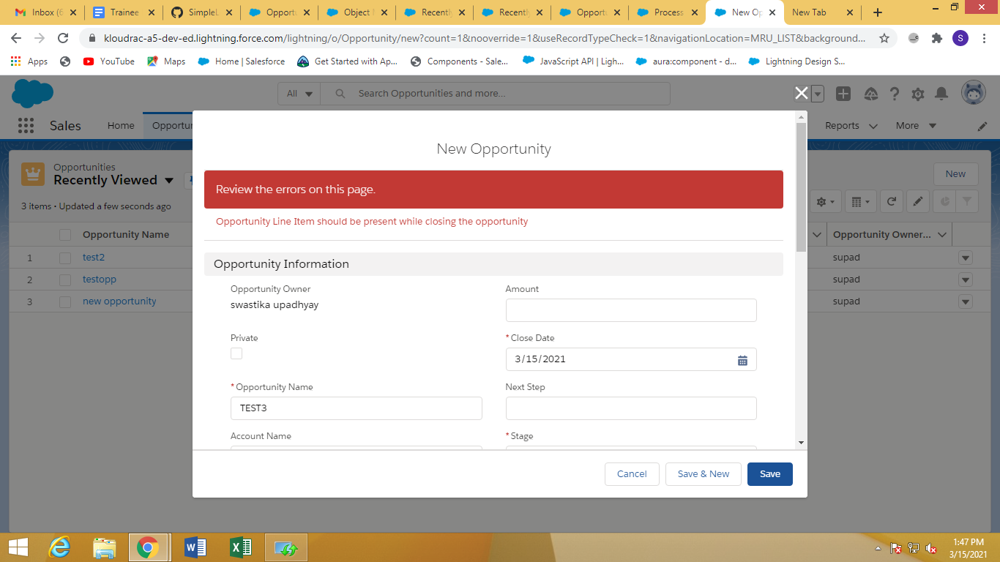 Inbox (6
Trainee
SimpleL
Opportu
Object M
Recently
Recently
Opportu
Process
New Op
New Tab
kloudrac-a5-dev-ed.lightning.force.com/lightning/o/Opportunity/new?count=1&nooverride=1&useRecordTypeCheck=1&navigationLocation=MRU_LIST&background...
S
Apps
YouTube
Maps
Home | Salesforce
Get Started with Ap...
Components - Sale...
JavaScript API | Ligh...
aura:component - d...
Lightning Design S...
All
Search Opportunities and more...
Sales
Home
Opportu
Reports
More
Opportunities
Recently Viewed
New
3 items • Updated a few seconds ago
Opportunity Name
Opportunity Owner...
1 test2 supad
2 testopp supad
3 new opportunity supad
New Opportunity
Review the errors on this page.
Opportunity Line Item should be present while closing the opportunity
Opportunity Information
Opportunity Owner
swastika upadhyay
Amount
Private
*Close Date
3/15/2021
*Opportunity Name
TEST3
Next Step
Account Name
*Stage
Cancel
Save & New
Save
1:47 PM
3/15/2021